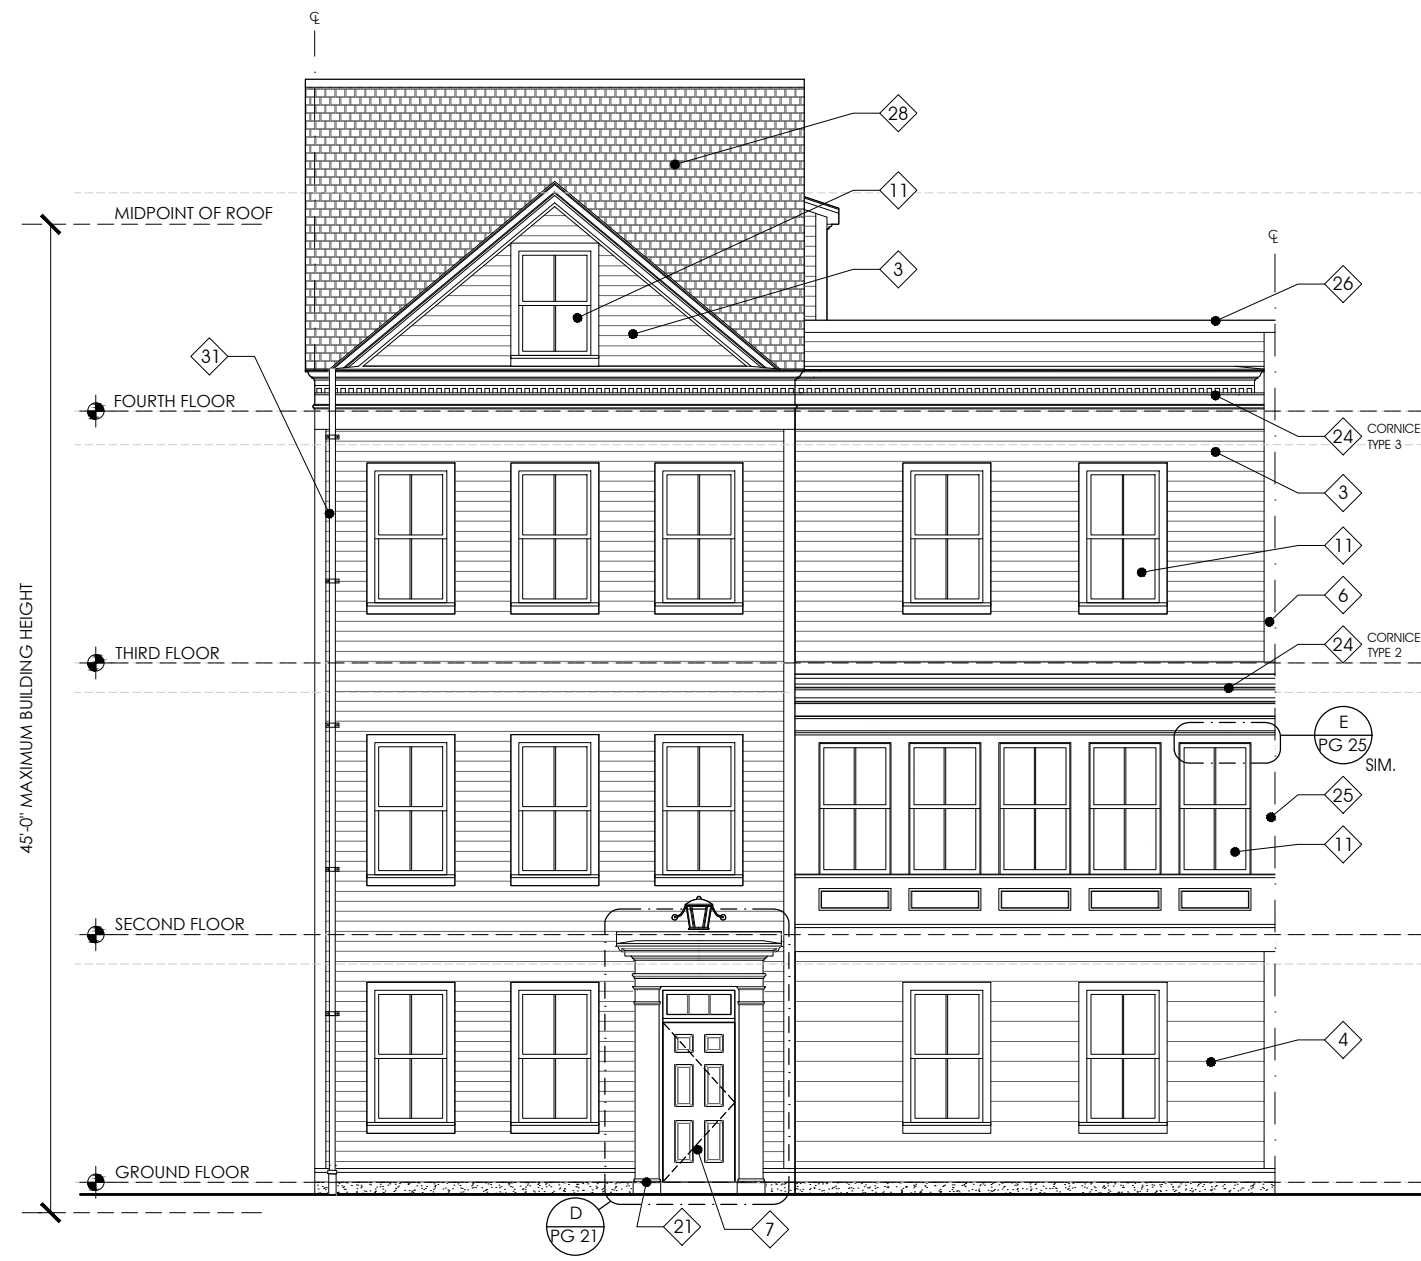 ℄
28
MIDPOINT OF ROOF
11
℄
3
26
31
FOURTH FLOOR
24 CORNICE
TYPE 3
3
11
45'-0" MAXIMUM BUILDING HEIGHT
6
THIRD FLOOR
24 CORNICE
TYPE 2
E
PG 25
SIM.
25
11
SECOND FLOOR
4
GROUND FLOOR
D
PG 21
21
7